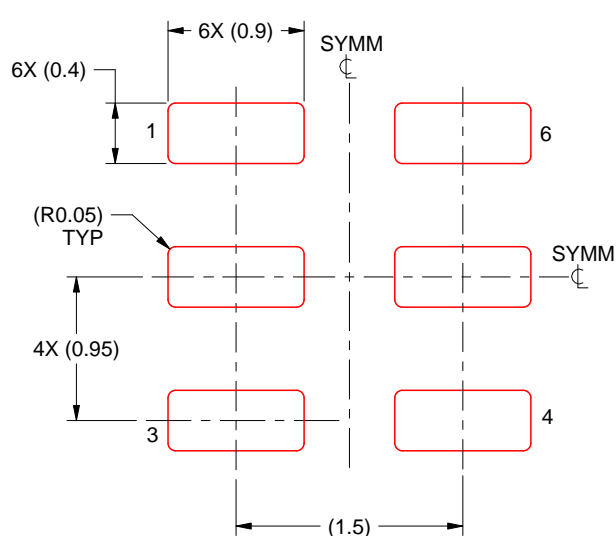 6X (0.9)
SYMM
℄
6X (0.4)
1
6
(R0.05)
TYP
SYMM
℄
4X (0.95)
3
4
(1.5)